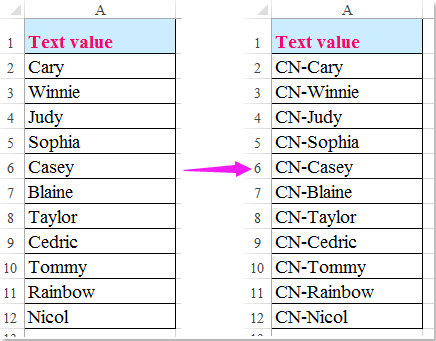 A A
1 Text value 1 Text value
2 Cary 2 CN-Cary
3 Winnie 3 CN-Winnie
4 Judy 4 CN-Judy
5 Sophia 5 CN-Sophia
6 Casey 6 CN-Casey
7 Blaine 7 CN-Blaine
8 Taylor 8 CN-Taylor
9 Cedric 9 CN-Cedric
10 Tommy 10 CN-Tommy
11 Rainbow 11 CN-Rainbow
12 Nicol 12 CN-Nicol